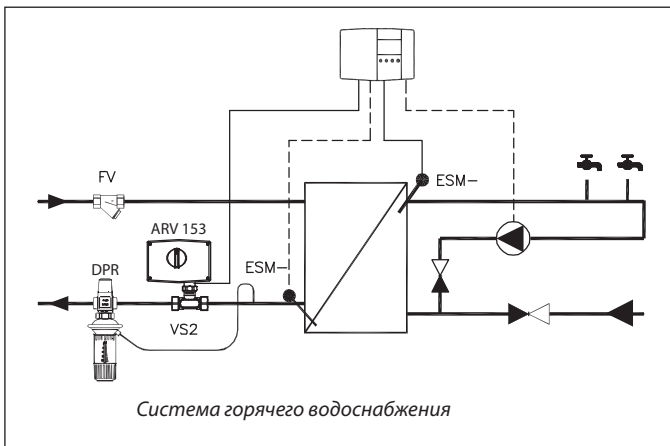 FV
ESM-
ARV 153
DPR
ESM-
VS2
Система горячего водоснабжения